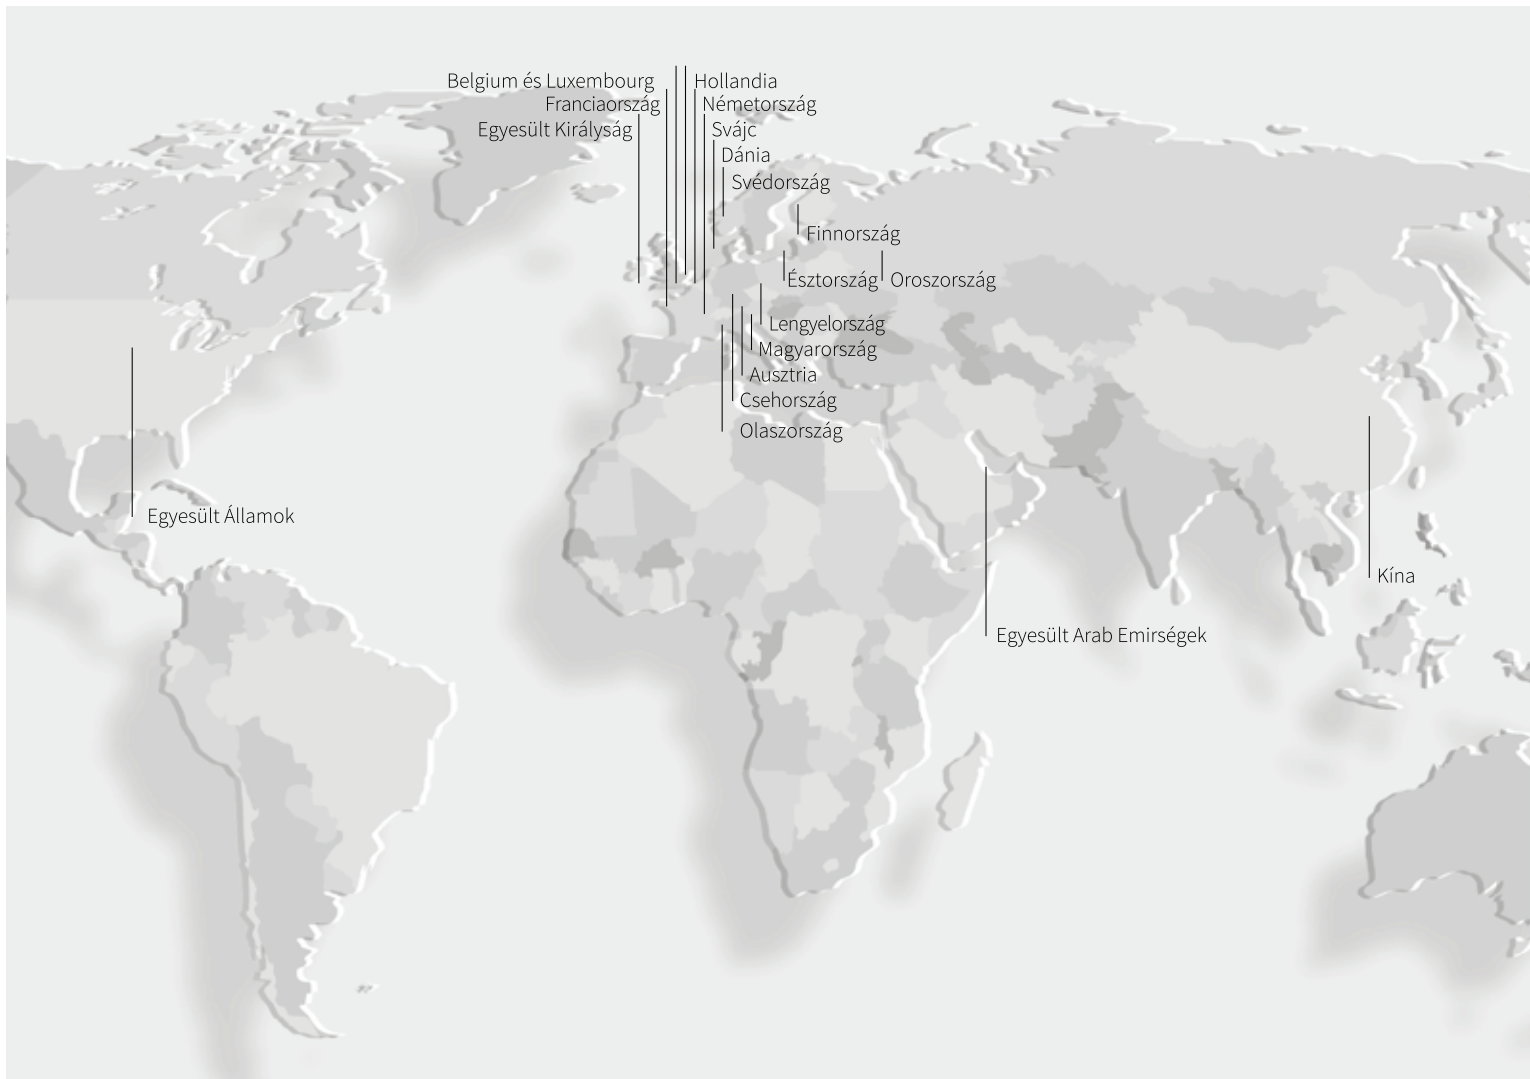 Belgium és Luxembourg
Hollandia
Franciaország
Németország
Egyesült Királyság
Svájc
Dánia
Svédország
Finnország
Észtország
Oroszország
Lengyelország
Magyarország
Ausztria
Csehország
Olaszország
Egyesült Államok
Kína
Egyesült Arab Emirségek